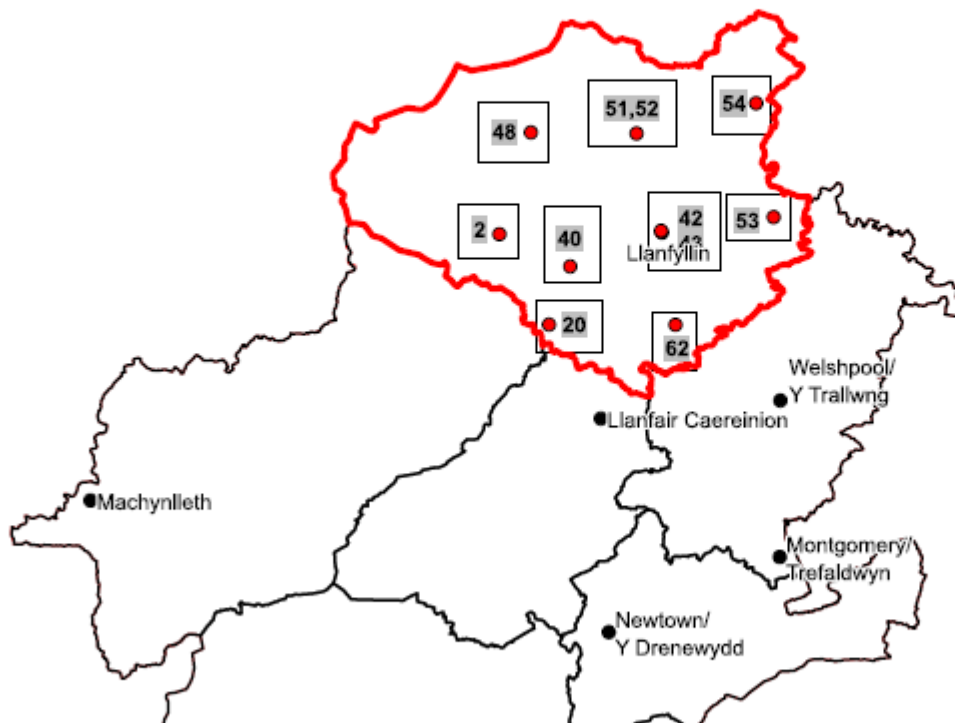 54
51,52
48
42
43
53
2
40
Llanfyllin
20
62
Welshpool/
Y Trallwng
Llanfair Caereinion
Machynlleth
Montgomery/
Trefaldwyn
Newtown/
Y Drenewydd